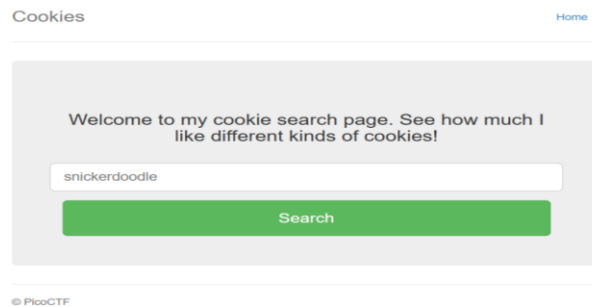 Cookies
Home
Welcome to my cookie search page. See how much I
like different kinds of cookies!
snickerdoodle
Search
© PicoCTF